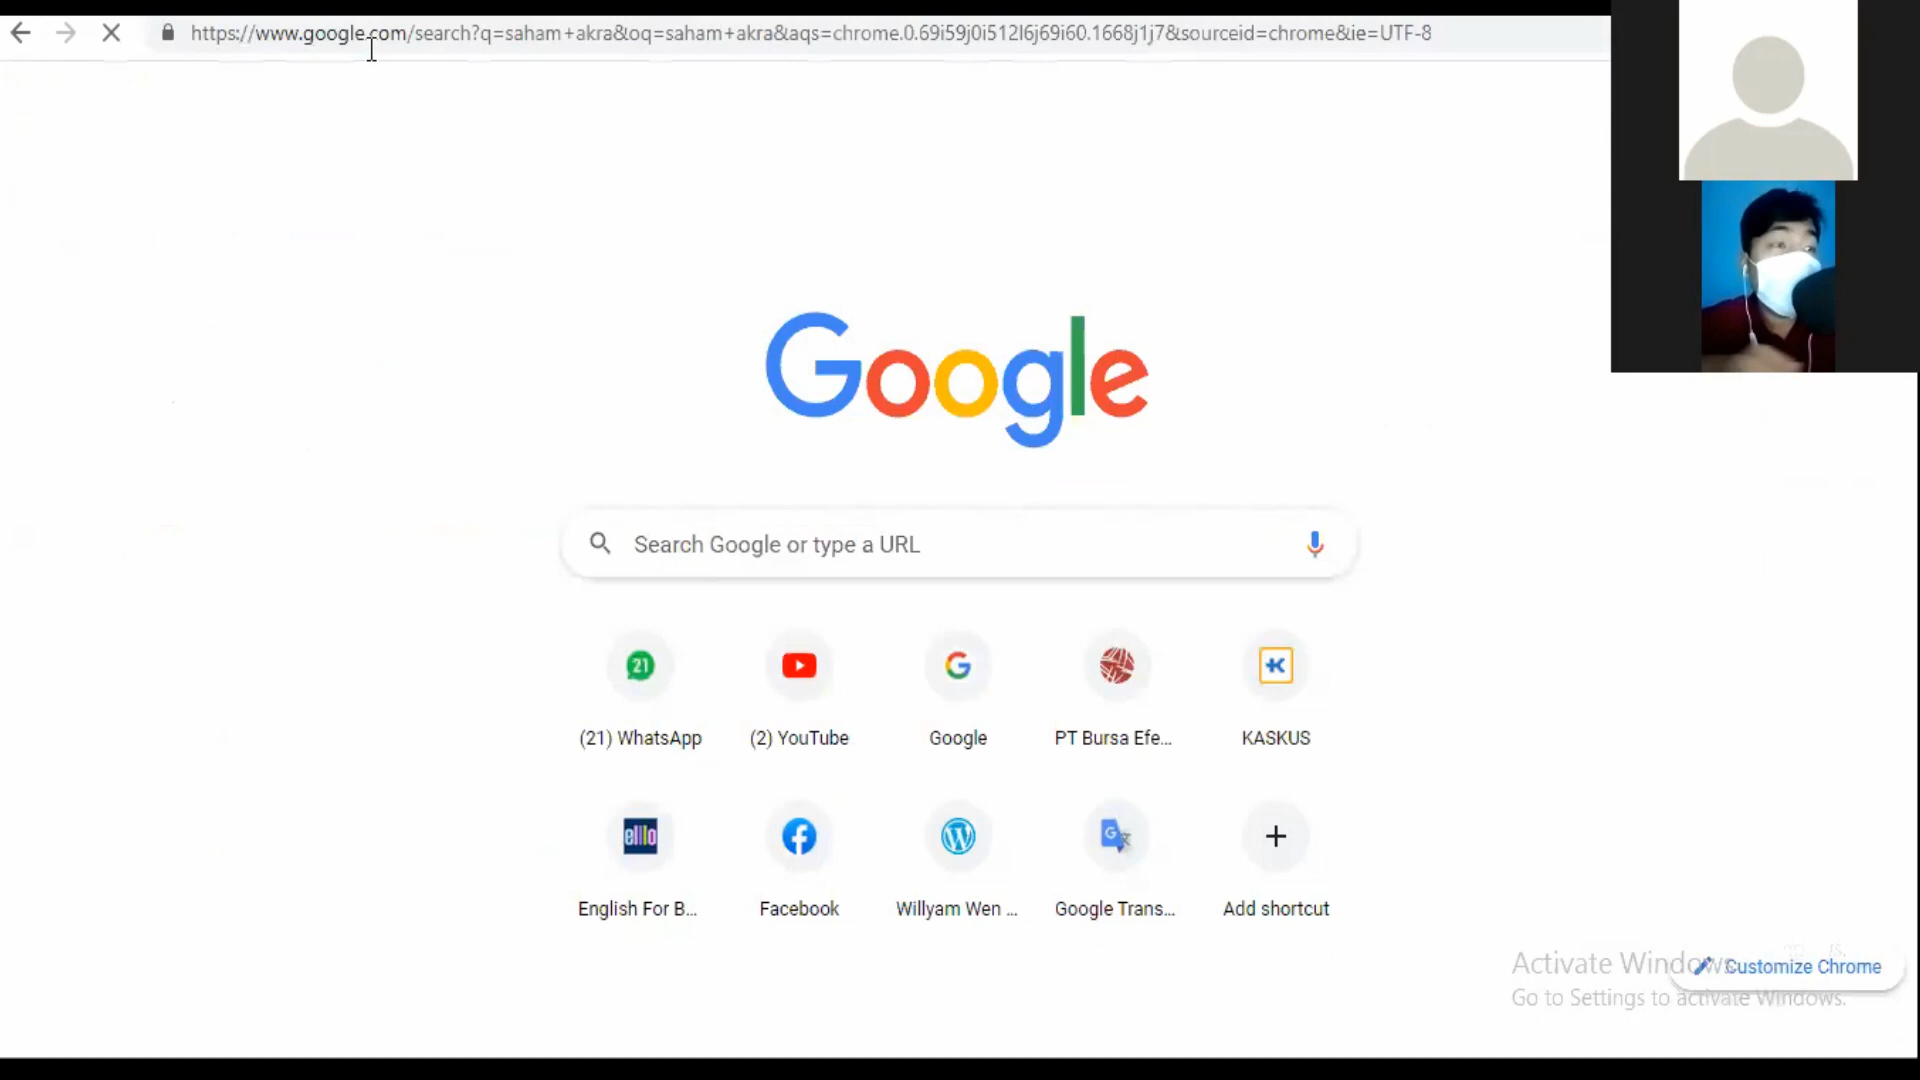 https://www.google.com/search?q=saham+akra&oq=saham+akra&aqs=chrome.0.69i59j0i512l6j69i60.1668j1j7&sourceid=chrome&ie=UTF-8
Google
Search Google or type a URL
21
(21) WhatsApp
(2) YouTube
Google
PT Bursa Efe...
KASKUS
elllo
English For B...
Facebook
Willyam Wen ...
Google Trans...
Add shortcut
Activate Windows
Customize Chrome
Go to Settings to activate Windows.